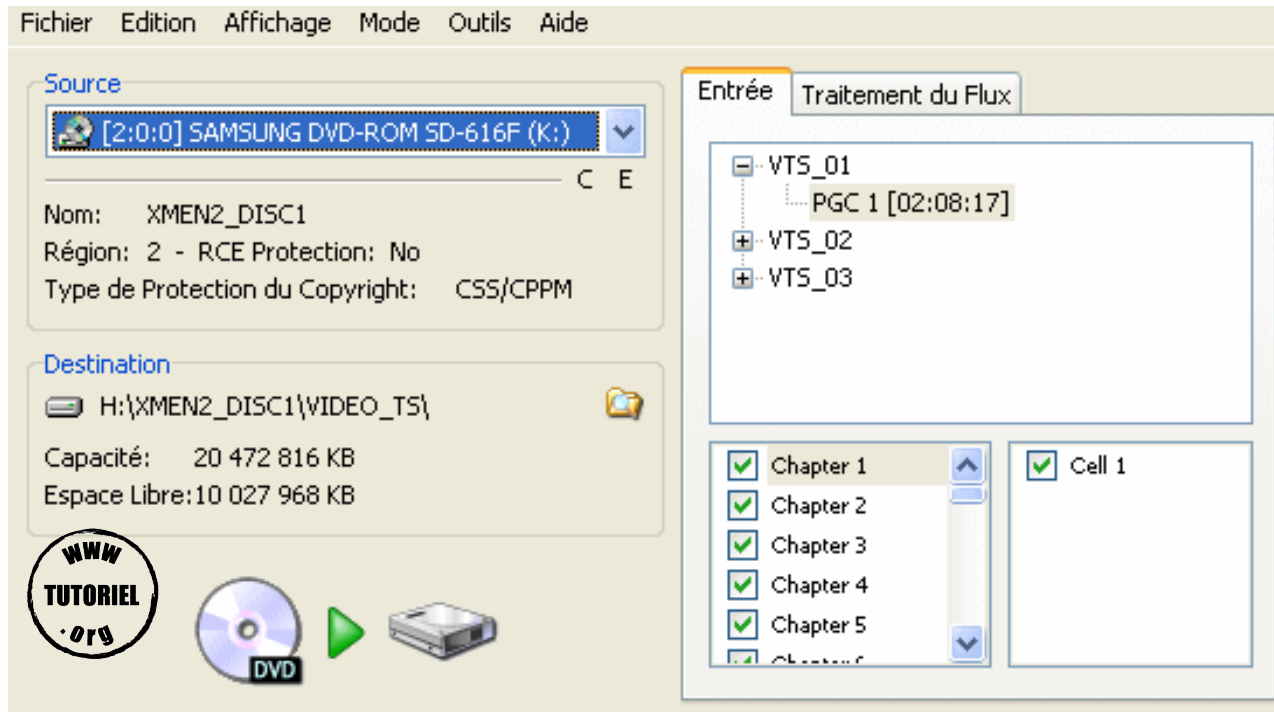 Fichier Edition Affichage Mode Outils Aide
Source
[2:0:0] SAMSUNG DVD-ROM SD-616F (K:)
C E
Nom: XMEN2_DISC1
Région: 2 - RCE Protection: No
Type de Protection du Copyright: CSS/CPPM
Destination
H:\XMEN2_DISC1\VIDEO_TS\
Capacité: 20 472 816 KB
Espace Libre:10 027 968 KB
WWW
TUTORIEL
.org
DVD
Entrée Traitement du Flux
VTS_01
PGC 1 [02:08:17]
VTS_02
VTS_03
Chapter 1
Chapter 2
Chapter 3
Chapter 4
Chapter 5
Cell 1